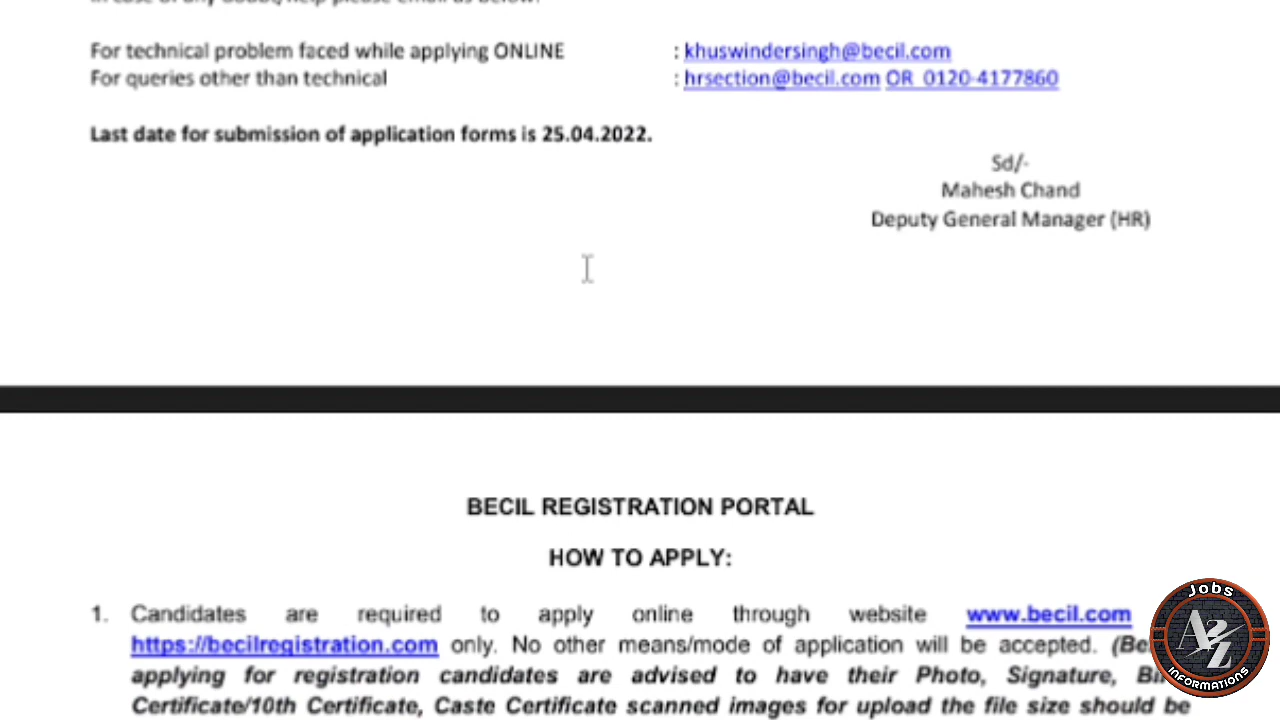 For technical problem faced while applying ONLINE : khuswindersingh@becil.com
For queries other than technical : hrsection@becil.com OR 0120-4177860
Last date for submission of application forms is 25.04.2022.
Sd/-
Mahesh Chand
Deputy General Manager (HR)
BECIL REGISTRATION PORTAL
HOW TO APPLY:
1. Candidates are required to apply online through website www.becil.com
https://becilregistration.com only. No other means/mode of application will be accepted. (Be
applying for registration candidates are advised to have their Photo, Signature, Bi
Certificate/10th Certificate, Caste Certificate scanned images for upload the file size should be
Jobs
A2Z
INFORMATIONS